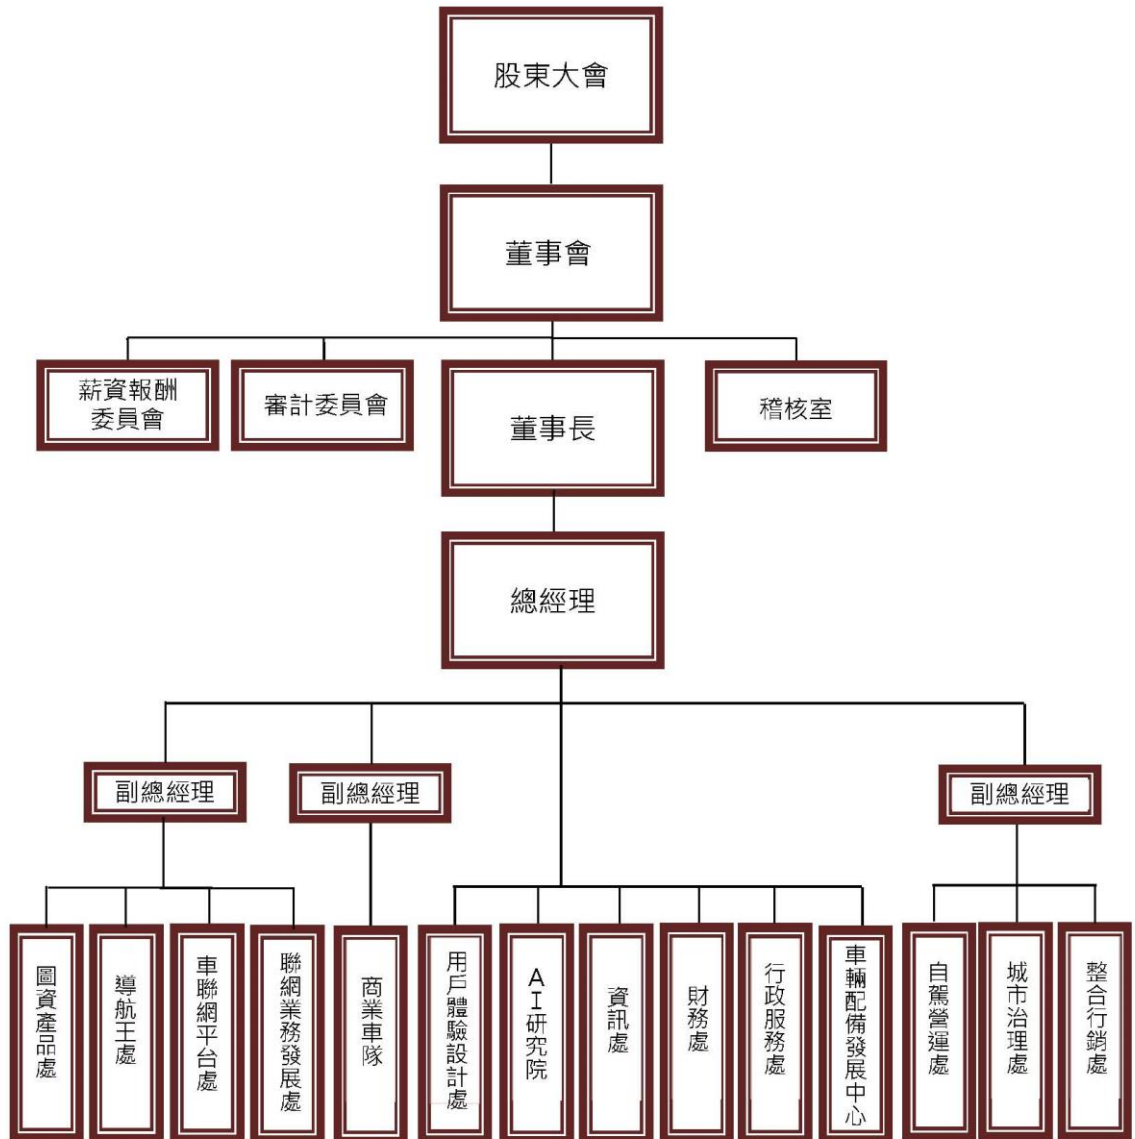 股東大會
董事會
薪資報酬
委員會
審計委員會
董事長
稽核室
總經理
副總經理
副總經理
副總經理
圖資產品處
導航王處
車聯網平台處
聯網業務發展處
商業車隊
用戶體驗設計處
AI研究院
資訊處
財務處
行政服務處
車輛配備發展中心
自駕營運處
城市治理處
整合行銷處